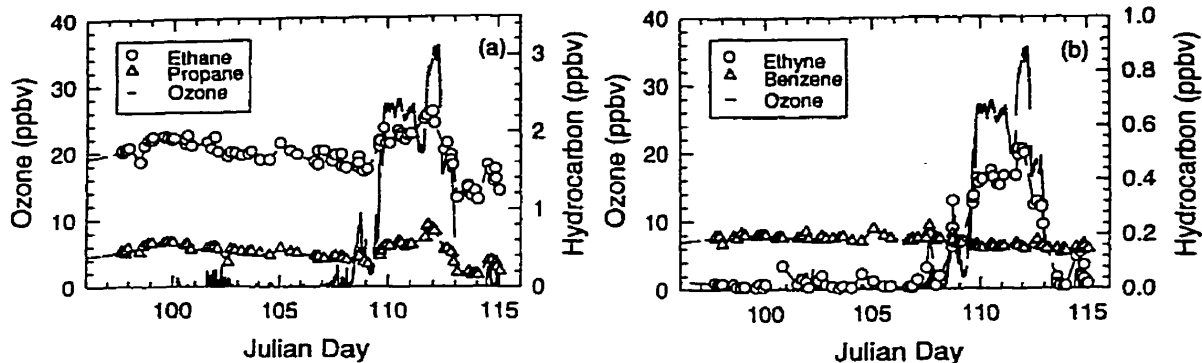 (a)
Ethane
Propane
Ozone
Ozone (ppbv)
40
30
20
10
0
Hydrocarbon (ppbv)
3
2
1
0
100 105 110 115
Julian Day
(b)
Ethyne
Benzene
Ozone
Ozone (ppbv)
40
30
20
10
0
Hydrocarbon (ppbv)
1.0
0.8
0.6
0.4
0.2
0.0
100 105 110 115
Julian Day